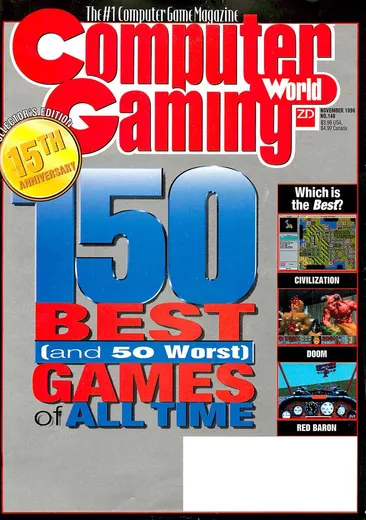 The #1 Computer Game Magazine
Computer
Gaming
World
ZD
NOVEMBER 1996
NO. 148
$3.99 USA,
$4.99 Canada
COLLECTOR'S EDITION
15TH
ANNIVERSARY
150
BEST
(and 50 Worst)
GAMES
of ALL TIME
Which is
the Best?
CIVILIZATION
DOOM
RED BARON